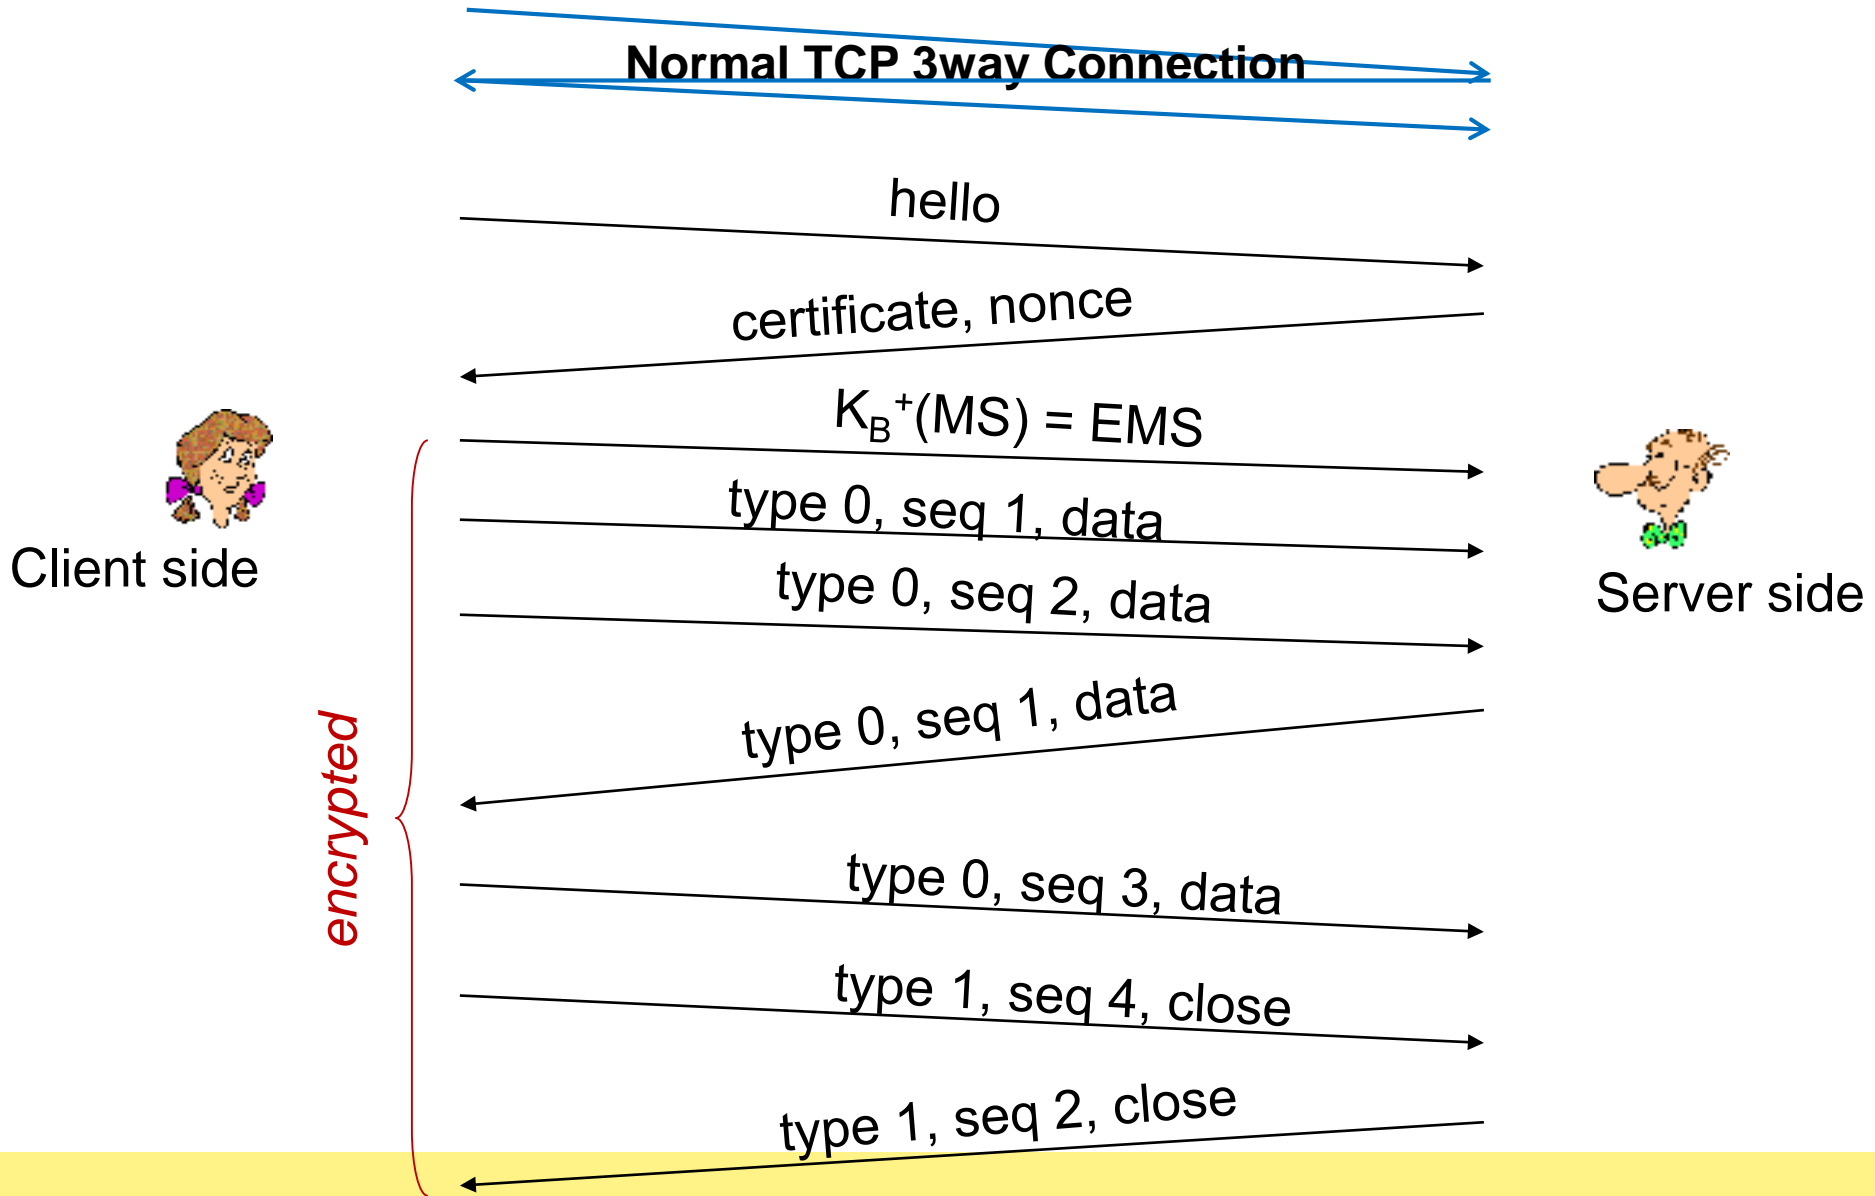 Normal TCP 3way Connection
hello
certificate, nonce
K_B^+(MS) = EMS
type 0, seq 1, data
Client side
Server side
type 0, seq 2, data
type 0, seq 1, data
encrypted
type 0, seq 3, data
type 1, seq 4, close
type 1, seq 2, close